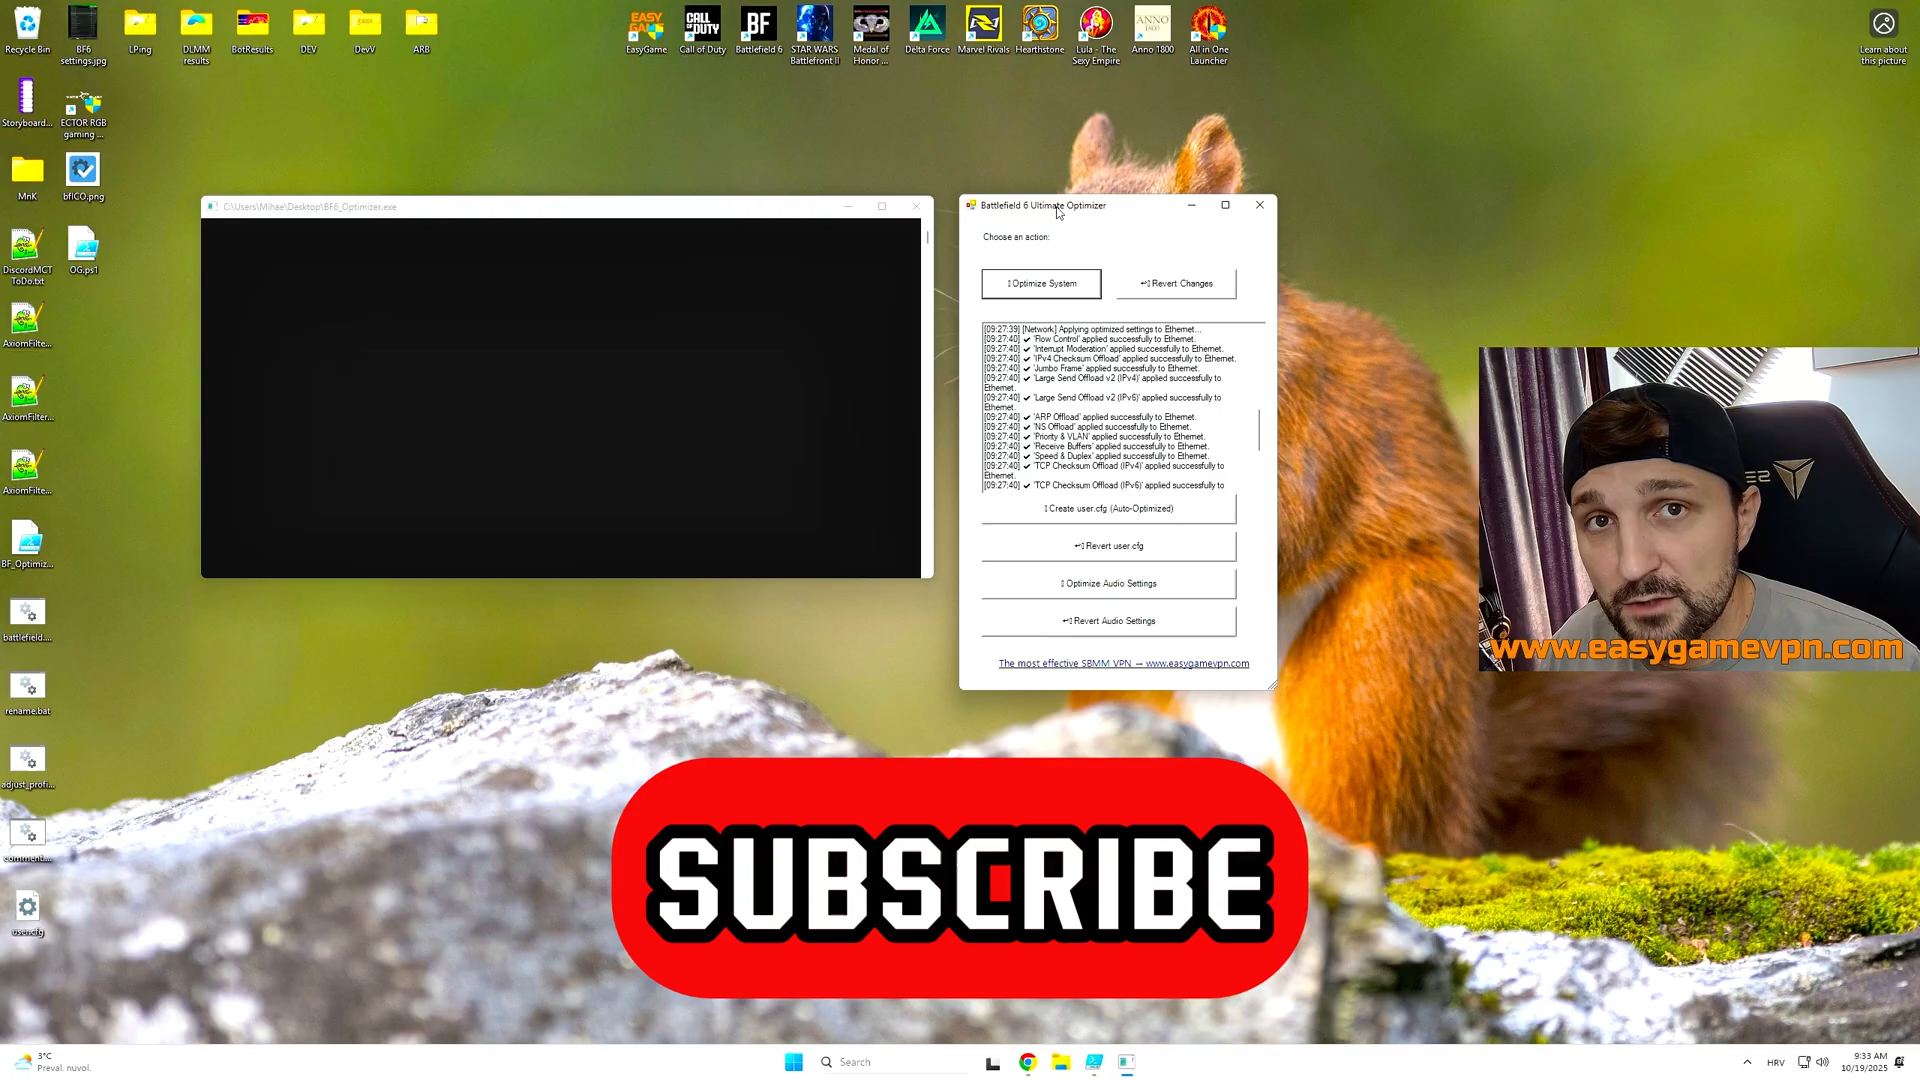 Recycle Bin
BF6 settings.jpg
LPing
DLMM results
BotResults
DEV
DevV
EASY
ARB
EASY GAME
EasyGame
CALL OF DUTY
Call of Duty
BF
Battlefield 6
STAR WARS Battlefront II
Medal of Honor ...
Delta Force
Marvel Rivals
Hearthstone
Lula - The Sexy Empire
ANNO 1800
Anno 1800
All in One Launcher
Learn about this picture
Storyboard...
ECTOR RGB gaming ...
MnK
bfICO.png
DiscordMCT ToDo.txt
OG.ps1
AxiomFilte...
AxiomFilter...
AxiomFilte...
BF_Optimiz...
battlefield....
rename.bat
adjust_profi...
comment....
user.cfg
C:\Users\Mihae\Desktop\BF6_Optimizer.exe
Battlefield 6 Ultimate Optimizer
Choose an action:
Optimize System
↩ Revert Changes
[09:27:39] [Network] Applying optimized settings to Ethernet...
[09:27:40] ✔ 'Flow Control' applied successfully to Ethernet.
[09:27:40] ✔ 'Interrupt Moderation' applied successfully to Ethernet.
[09:27:40] ✔ 'IPv4 Checksum Offload' applied successfully to Ethernet.
[09:27:40] ✔ 'Jumbo Frame' applied successfully to Ethernet.
[09:27:40] ✔ 'Large Send Offload v2 (IPv4)' applied successfully to
Ethernet.
[09:27:40] ✔ 'Large Send Offload v2 (IPv6)' applied successfully to
Ethernet.
[09:27:40] ✔ 'ARP Offload' applied successfully to Ethernet.
[09:27:40] ✔ 'NS Offload' applied successfully to Ethernet.
[09:27:40] ✔ 'Priority & VLAN' applied successfully to Ethernet.
[09:27:40] ✔ 'Receive Buffers' applied successfully to Ethernet.
[09:27:40] ✔ 'Speed & Duplex' applied successfully to Ethernet.
[09:27:40] ✔ 'TCP Checksum Offload (IPv4)' applied successfully to
Ethernet.
[09:27:40] ✔ 'TCP Checksum Offload (IPv6)' applied successfully to
Create user.cfg (Auto-Optimized)
↩ Revert user.cfg
Optimize Audio Settings
↩ Revert Audio Settings
The most effective SBMM VPN — www.easygamevpn.com
www.easygamevpn.com
SUBSCRIBE
3°C
Preval. nuvol.
Search
HRV
9:33 AM
10/19/2025